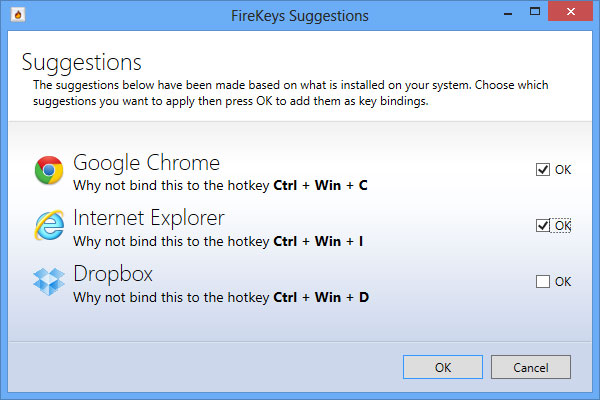 FireKeys Suggestions
Suggestions
The suggestions below have been made based on what is installed on your system. Choose which
suggestions you want to apply then press OK to add them as key bindings.
Google Chrome
Why not bind this to the hotkey Ctrl + Win + C
OK
Internet Explorer
Why not bind this to the hotkey Ctrl + Win + I
OK
Dropbox
Why not bind this to the hotkey Ctrl + Win + D
OK
OK
Cancel